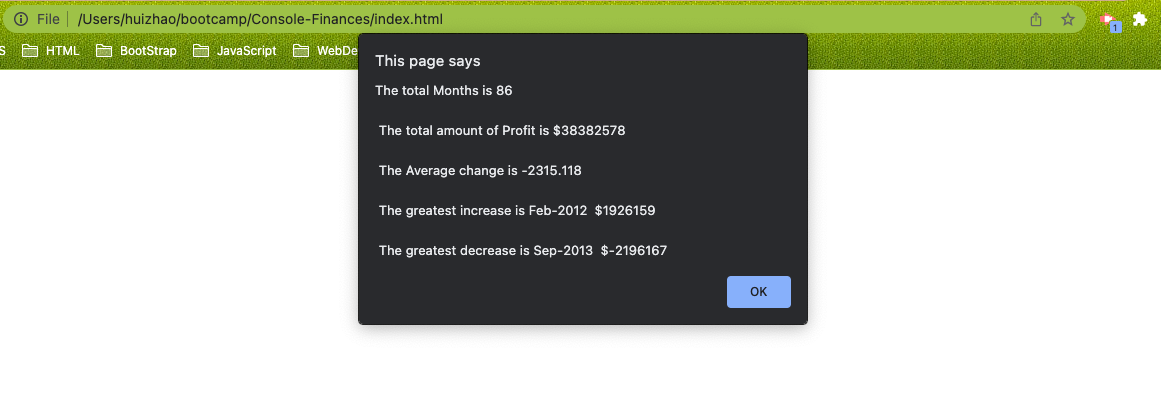 File /Users/huizhao/bootcamp/Console-Finances/index.html
S HTML BootStrap JavaScript WebDe
1
This page says
The total Months is 86
The total amount of Profit is $38382578
The Average change is -2315.118
The greatest increase is Feb-2012  $1926159
The greatest decrease is Sep-2013  $-2196167
OK